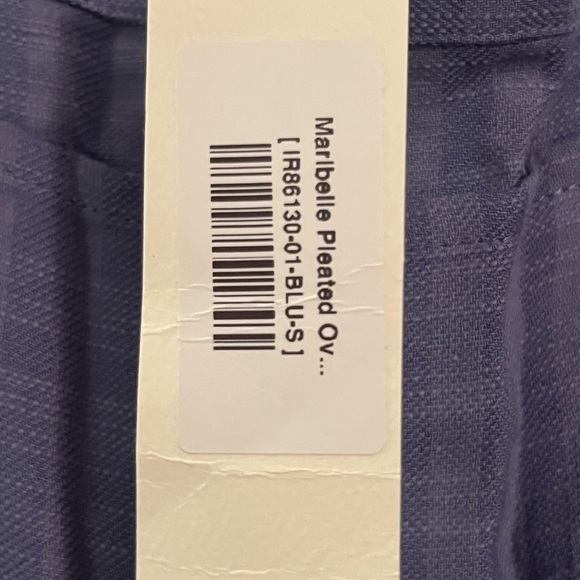 Maribelle Pleated Ov...
[ IR86130-01-BLU-S ]